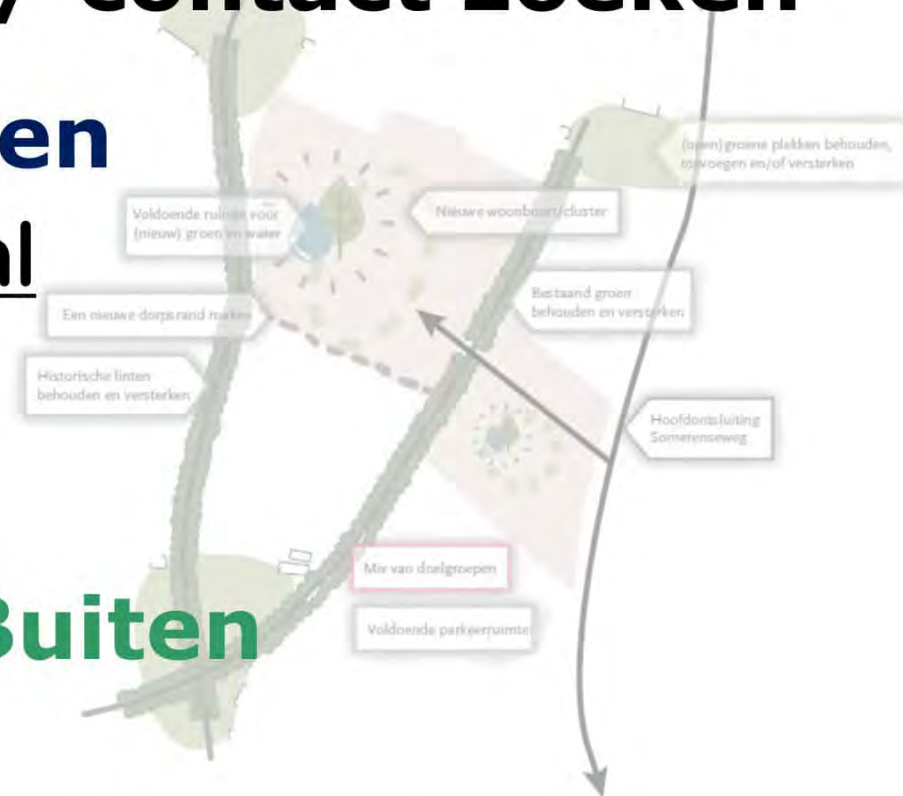 contact zoeken
en
al
(open)groene plekken behouden,
toevoegen en/of versterken
Voldoende ruimte voor
(nieuw) groen en water
Nieuwe woonbuurt/cluster
Bestaand groen
behouden en versterken
Een nieuwe dorpsrand maken
Historische linten
behouden en versterken
Hoofdontsluiting
Somerenseweg
Mix van doelgroepen
Buiten
Voldoende parkeerruimte